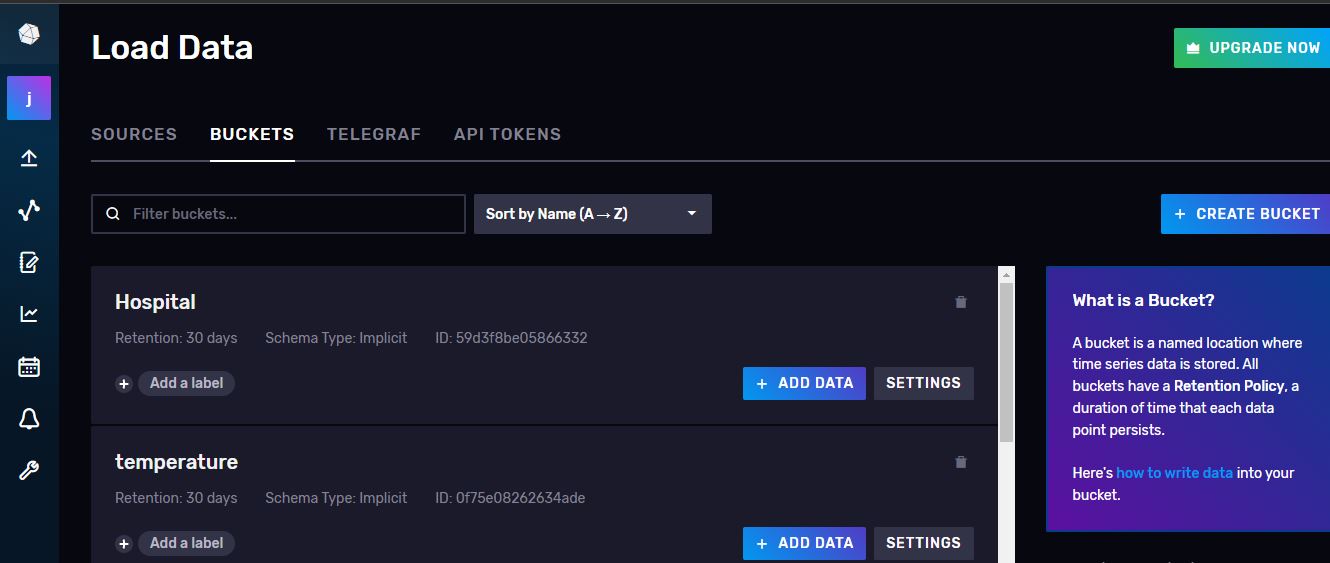 Load Data
UPGRADE NOW
j
SOURCES BUCKETS TELEGRAF API TOKENS
Filter buckets...
Sort by Name (A→Z)
+ CREATE BUCKET
Hospital
Retention: 30 days Schema Type: Implicit ID: 59d3f8be05866332
+ Add a label
+ ADD DATA SETTINGS
temperature
Retention: 30 days Schema Type: Implicit ID: 0f75e08262634ade
+ Add a label
+ ADD DATA SETTINGS
What is a Bucket?
A bucket is a named location where
time series data is stored. All
buckets have a Retention Policy, a
duration of time that each data
point persists.
Here's how to write data into your
bucket.